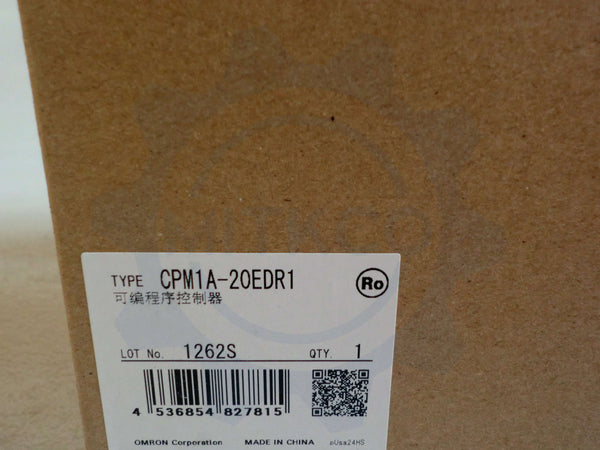 TYPE CPM1A-20EDR1
Ro
可编程序控制器
LOT No. 1262S QTY. 1
4 536854 827815
OMRON Corporation MADE IN CHINA pUsa24HS